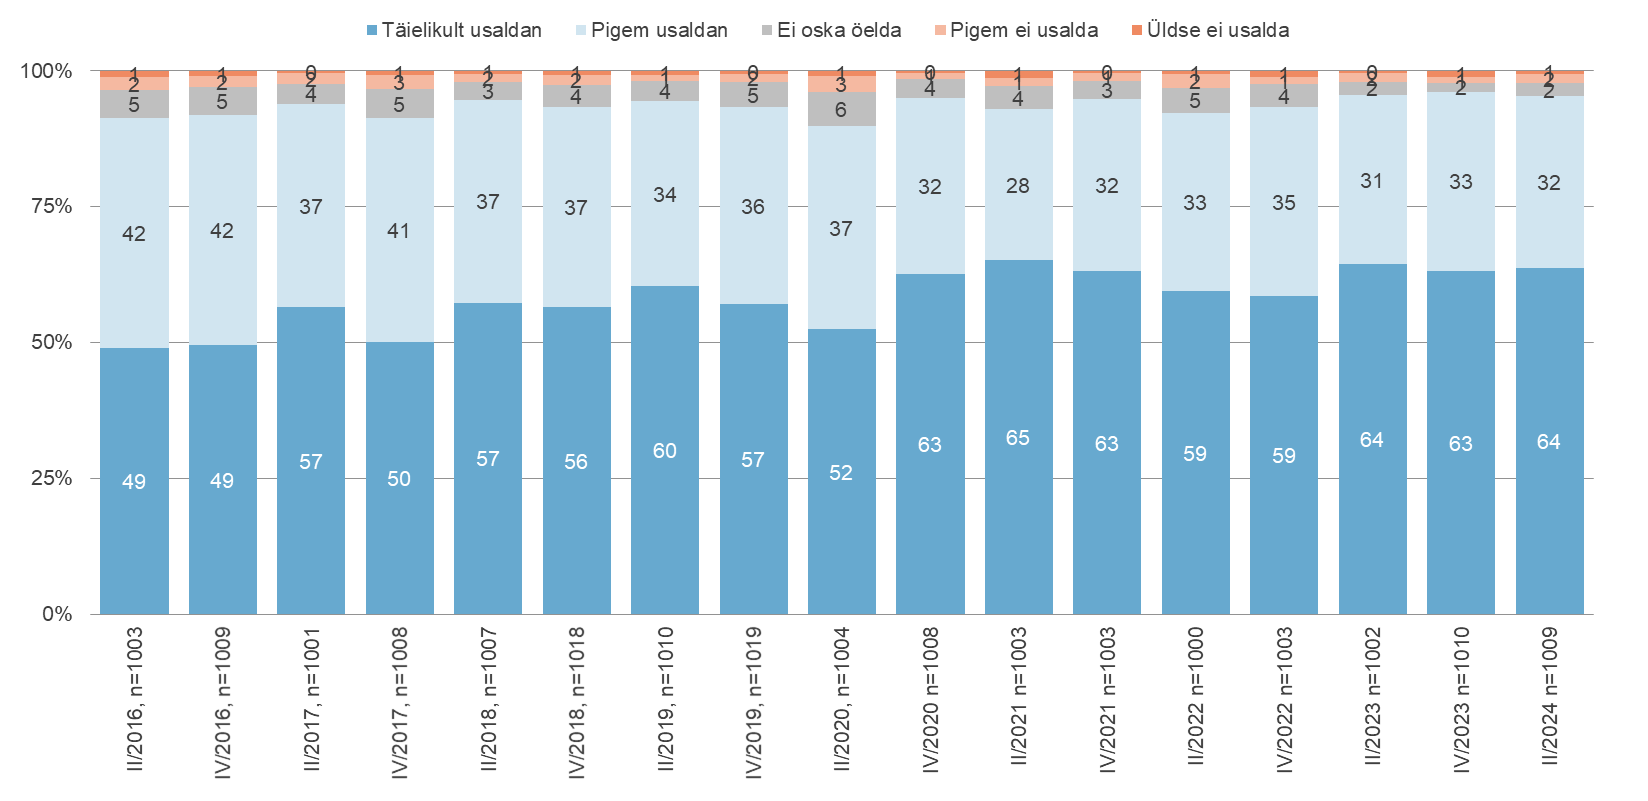 Täielikult usaldan Pigem usaldan Ei oska öelda Pigem ei usalda Üldse ei usalda
100%
75%
50%
25%
0%
1 1 0 1 1 1 1 0 1 0 1 0 1 1 0 1 1
2 2 2 3 2 2 1 2 3 1 1 1 2 1 2 1 2
5 5 4 5 3 4 4 5 6 4 4 3 5 4 2 2 2
42 42 37 41 37 37 34 36 37 32 28 32 33 35 31 33 32
49 49 57 50 57 56 60 57 52 63 65 63 59 59 64 63 64
II/2016, n=1003
IV/2016, n=1009
II/2017, n=1001
IV/2017, n=1008
II/2018, n=1007
IV/2018, n=1018
II/2019, n=1010
IV/2019, n=1019
II/2020, n=1004
IV/2020 n=1008
II/2021 n=1003
IV/2021 n=1003
II/2022 n=1000
IV/2022 n=1003
II/2023 n=1002
IV/2023 n=1010
II/2024 n=1009